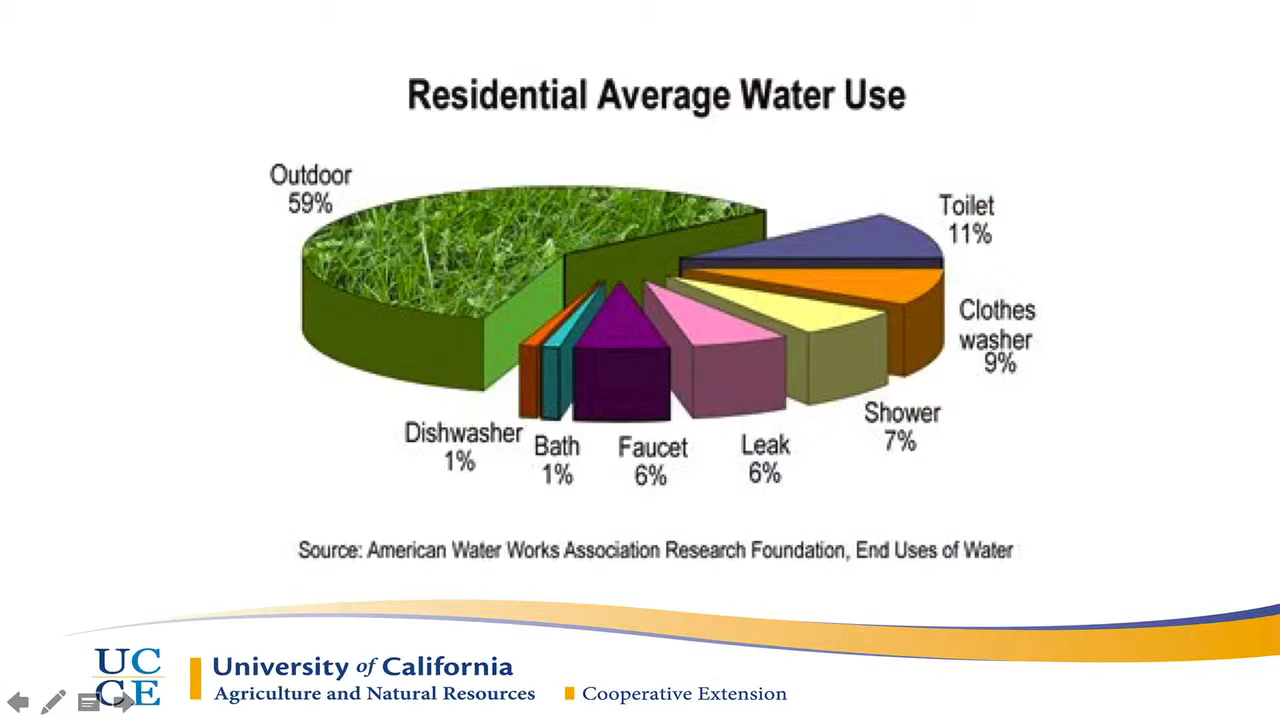 Residential Average Water Use
Outdoor
59%
Toilet
11%
Clothes
washer
9%
Shower
7%
Leak
6%
Faucet
6%
Bath
1%
Dishwasher
1%
Source: American Water Works Association Research Foundation, End Uses of Water
UC
CE
University of California
Agriculture and Natural Resources
Cooperative Extension